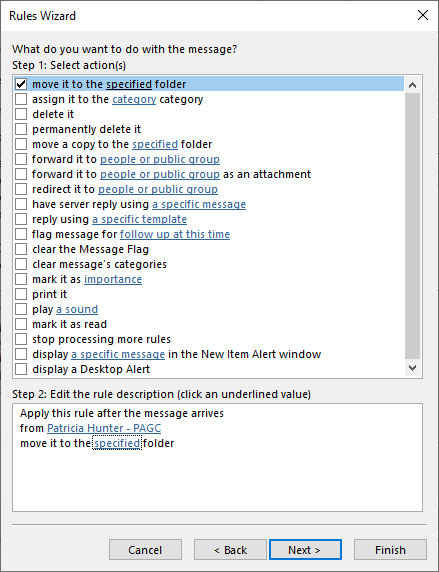 Rules Wizard
What do you want to do with the message?
Step 1: Select action(s)
move it to the specified folder
assign it to the category category
delete it
permanently delete it
move a copy to the specified folder
forward it to people or public group
forward it to people or public group as an attachment
redirect it to people or public group
have server reply using a specific message
reply using a specific template
flag message for follow up at this time
clear the Message Flag
clear message's categories
mark it as importance
print it
play a sound
mark it as read
stop processing more rules
display a specific message in the New Item Alert window
display a Desktop Alert
Step 2: Edit the rule description (click an underlined value)
Apply this rule after the message arrives
from Patricia Hunter - PAGC
move it to the specified folder
Cancel < Back Next > Finish